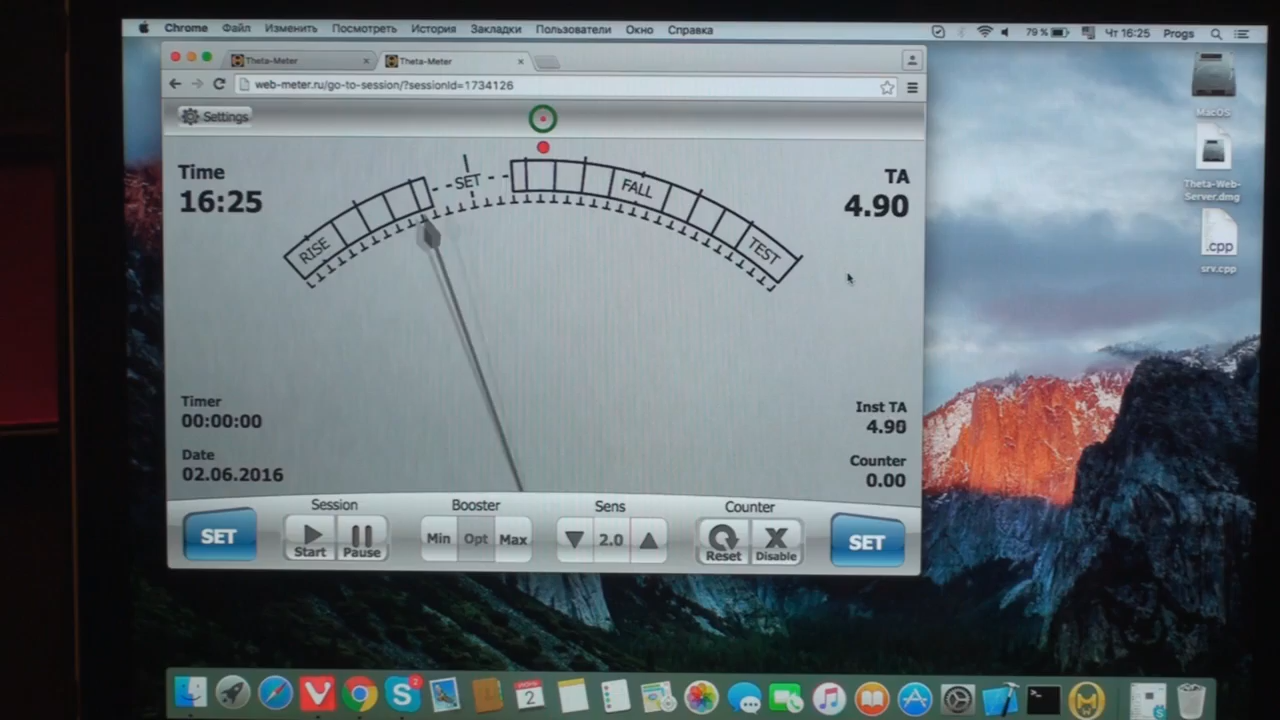 Chrome Файл Изменить Посмотреть История Закладки Пользователи Окно Справка 79 % Чт 16:25 Progs
Theta-Meter Theta-Meter
web-meter.ru/go-to-session/?sessionId=1734126
Settings
MacOS
Time
16:25
RISE
SET
FALL
TEST
TA
4.90
Theta-Web-
Server.dmg
.cpp
srv.cpp
Timer
00:00:00
Date
02.06.2016
Inst TA
4.90
Counter
0.00
Session
Booster
Sens
Counter
SET
Start
Pause
Min Opt Max
2.0
Reset
Disable
SET
2
2